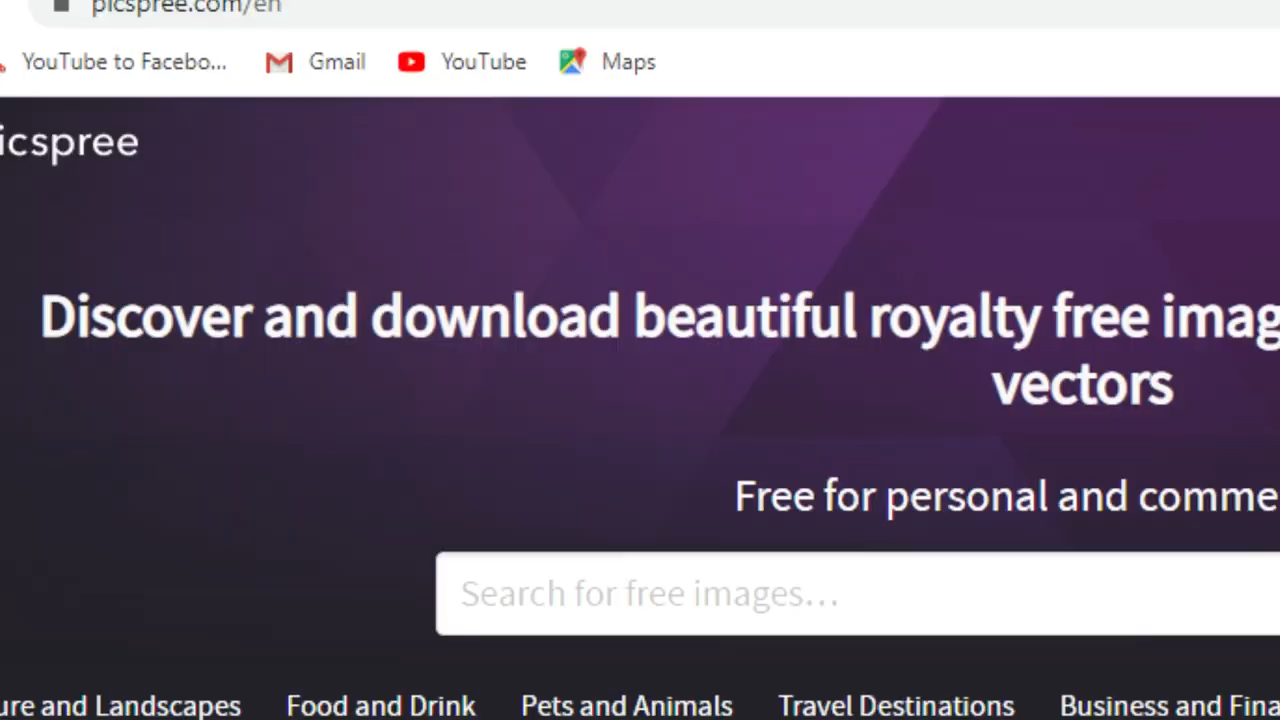 picspree.com/en
YouTube to Facebo... Gmail YouTube Maps
icspree
Discover and download beautiful royalty free imag
vectors
Free for personal and comme
Search for free images...
ure and Landscapes Food and Drink Pets and Animals Travel Destinations Business and Fina